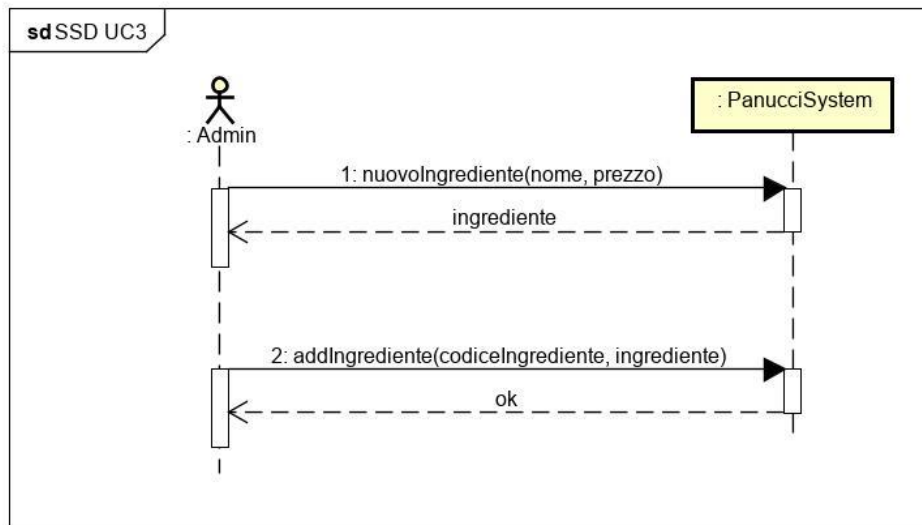 sd SSD UC3
: Admin
: PanucciSystem
1: nuovoIngrediente(nome, prezzo)
ingrediente
2: addIngrediente(codiceIngrediente, ingrediente)
ok